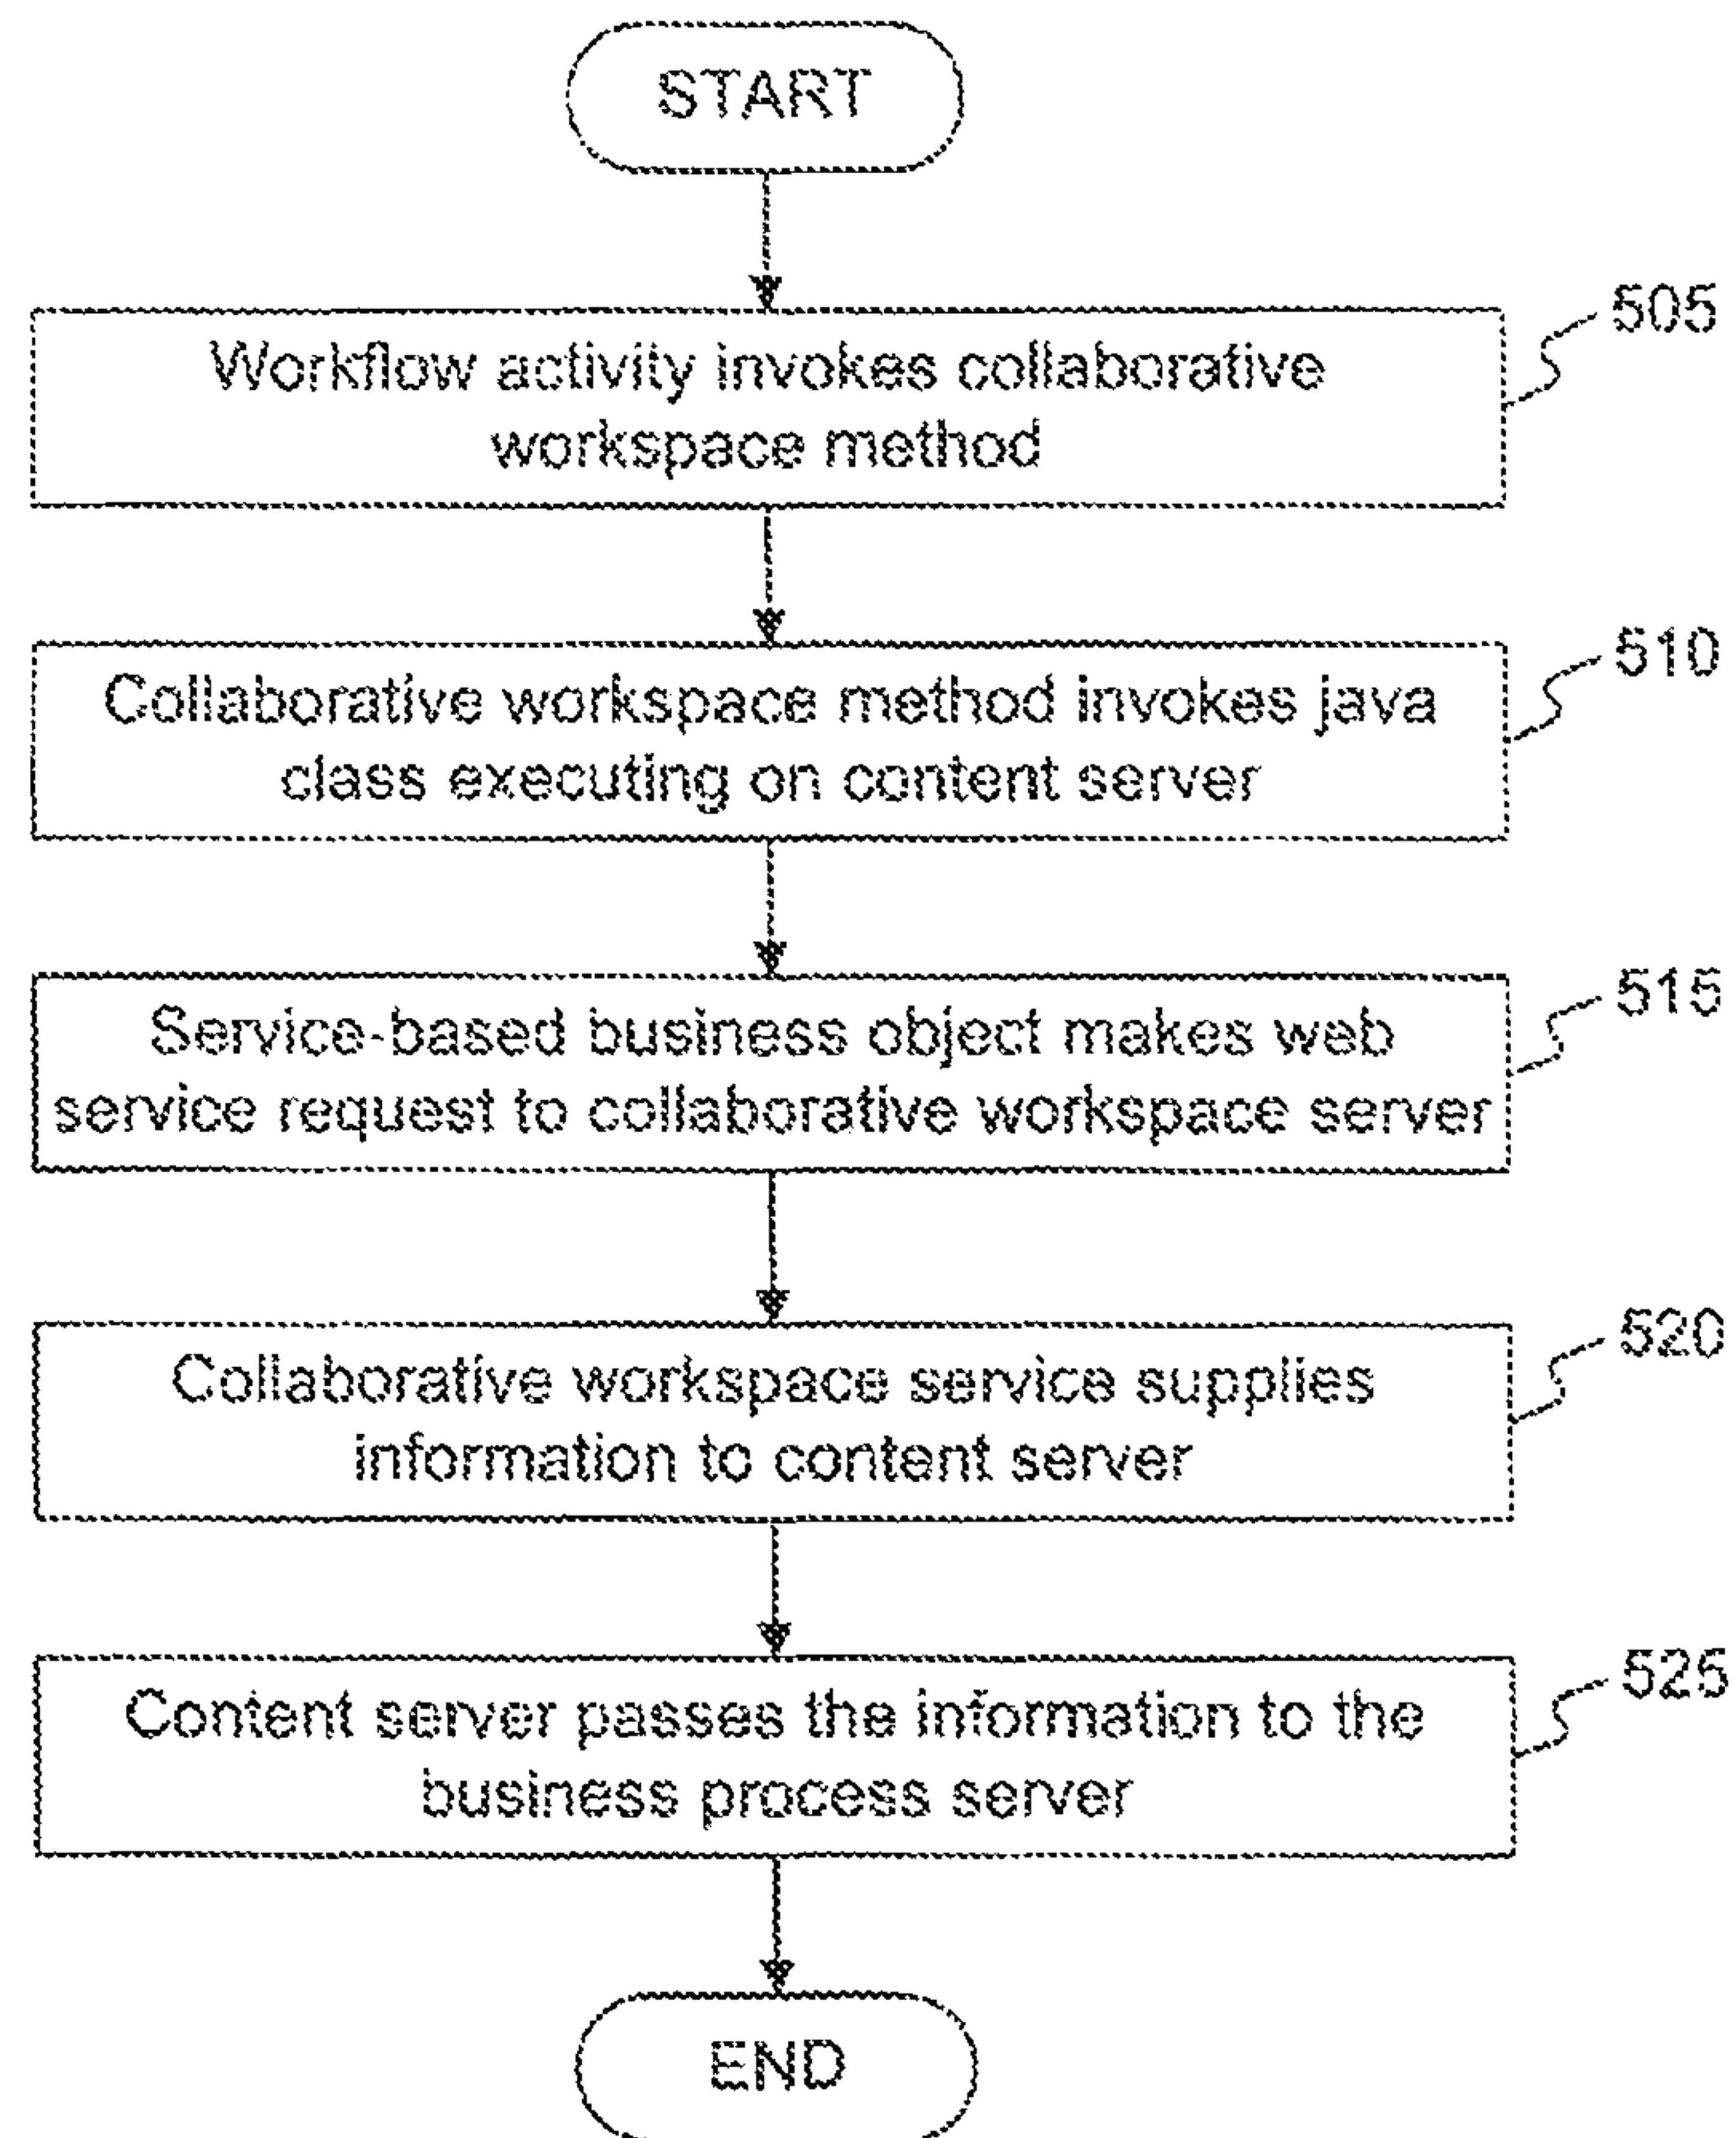 START
505
Workflow activity invokes collaborative
workspace method
510
Collaborative workspace method invokes java
class executing on content server
515
Service-based business object makes web
service request to collaborative workspace server
520
Collaborative workspace service supplies
information to content server
525
Content server passes the information to the
business process server
END